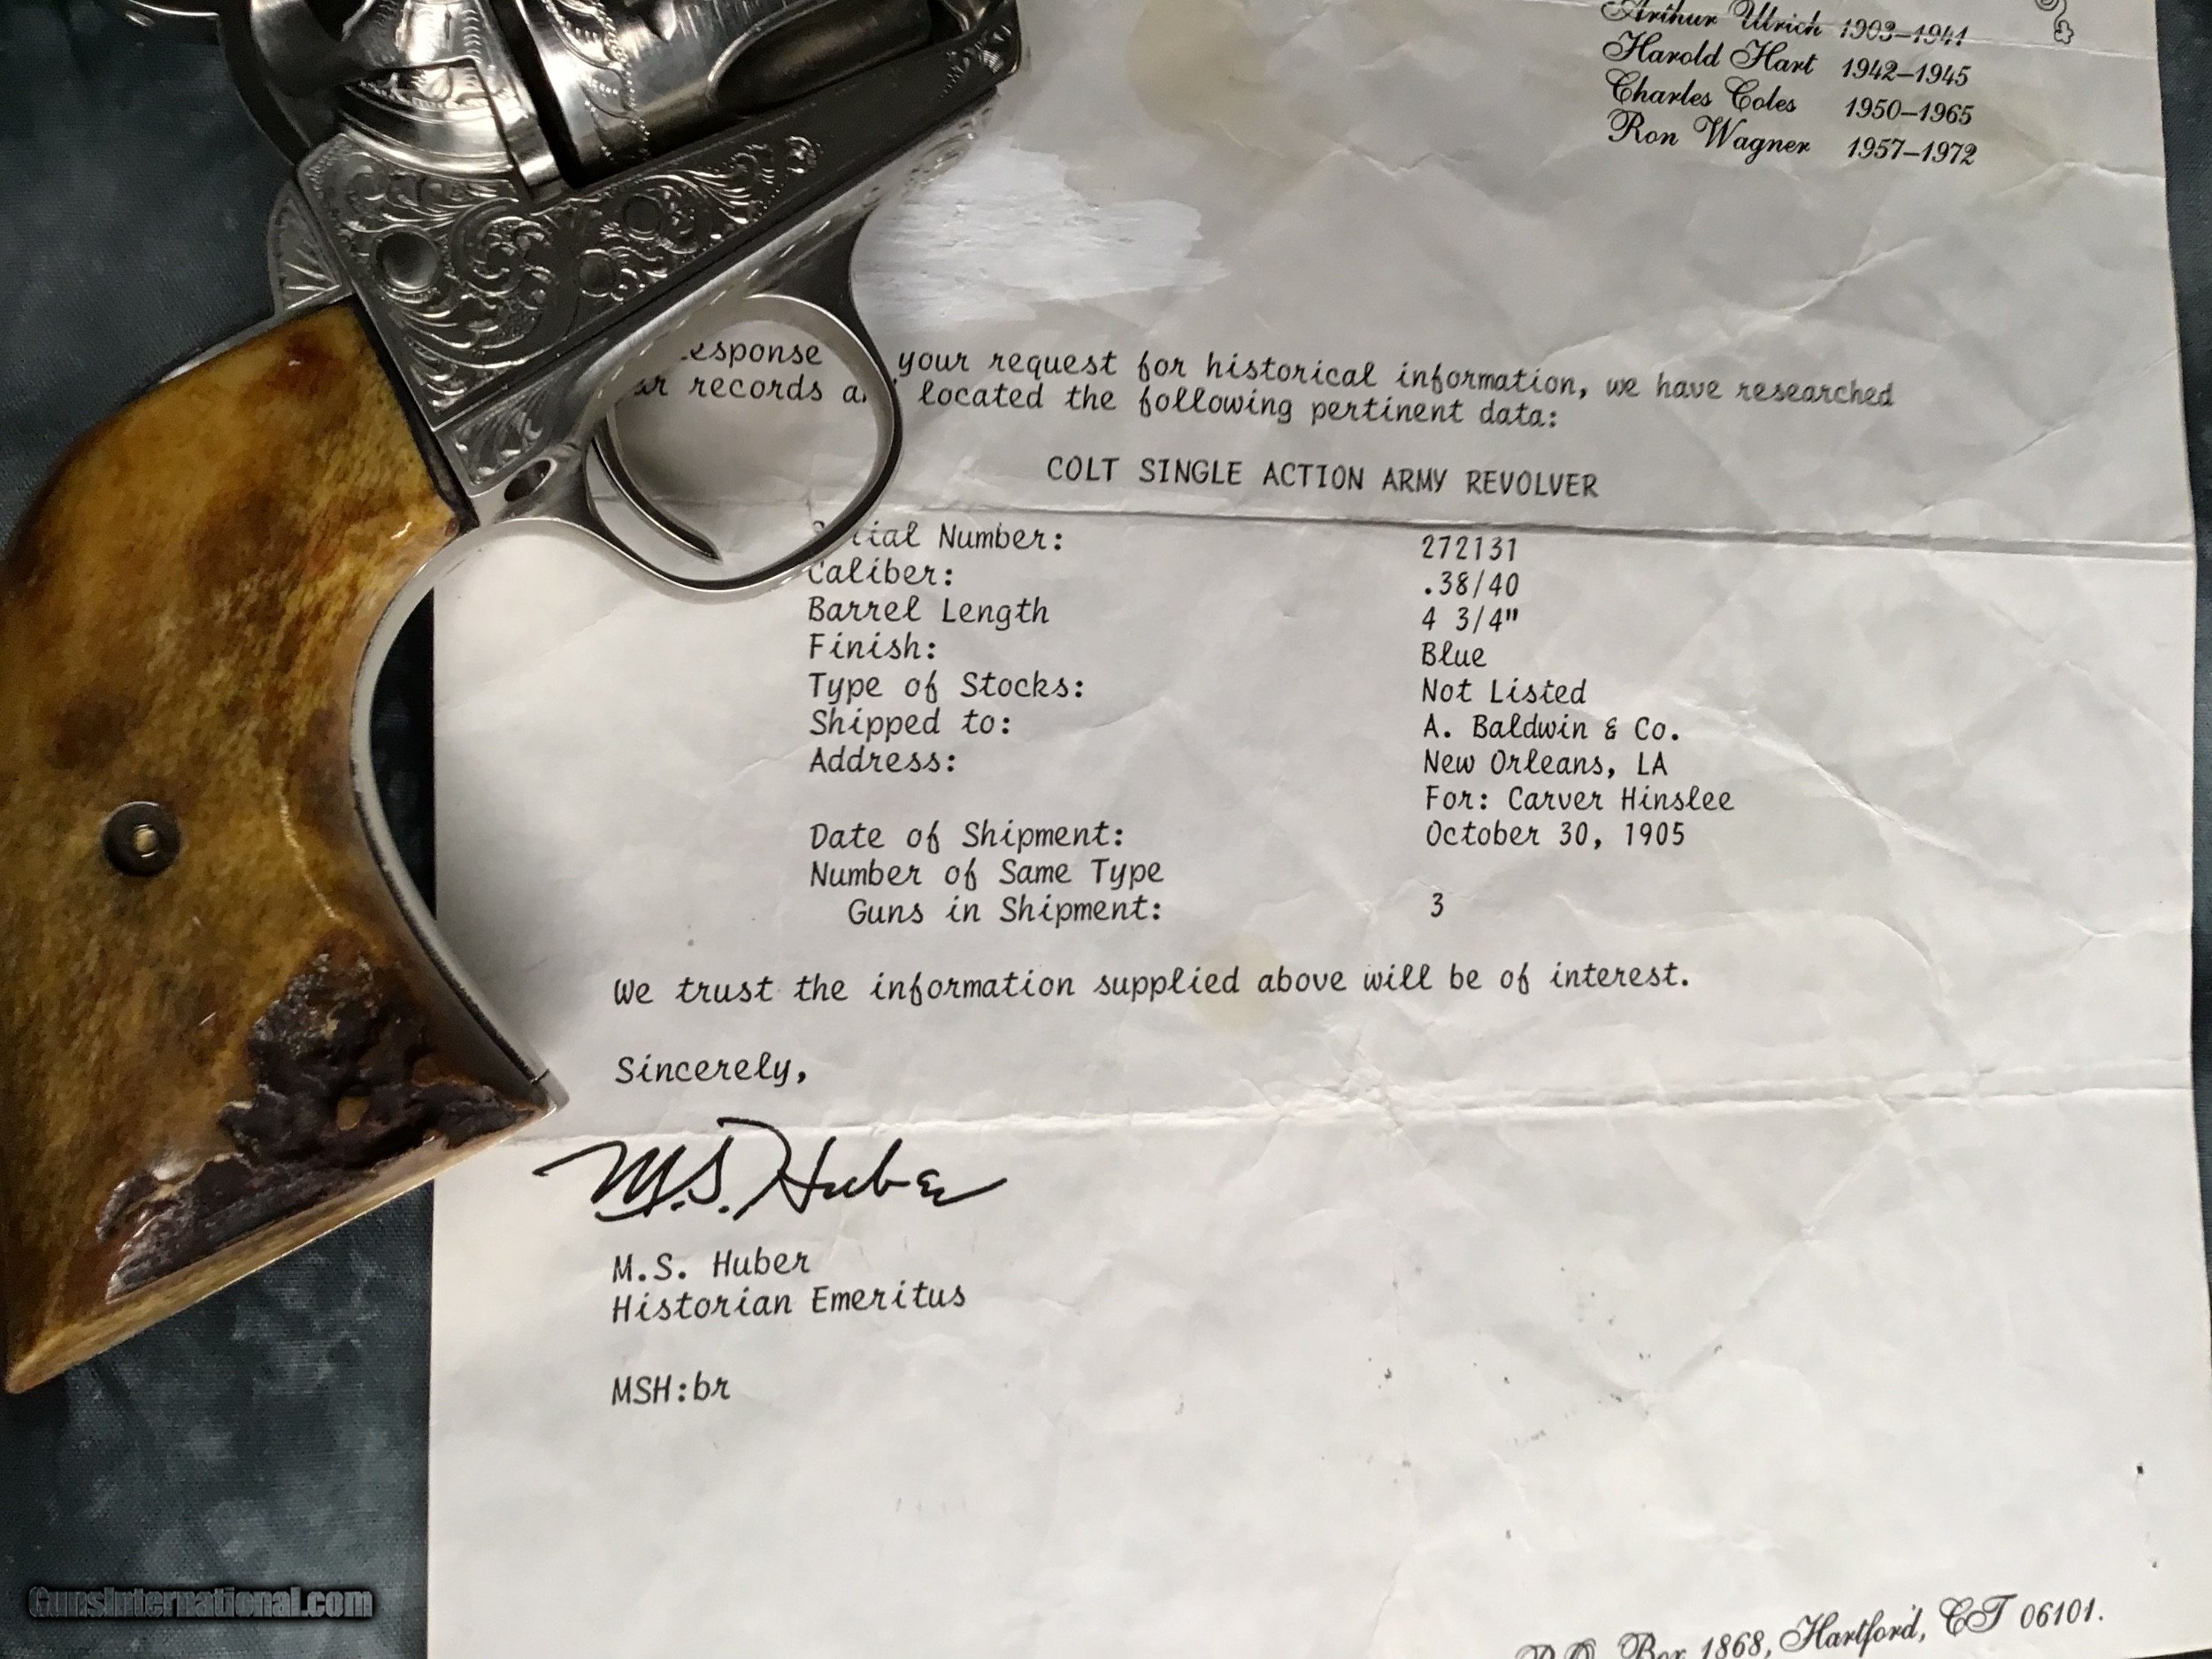 Arthur Ulrich 1903–1941
Harold Hart 1942–1945
Charles Coles 1950–1965
Ron Wagner 1957–1972
your request for historical information, we have researched
records located the following pertinent data:
COLT SINGLE ACTION ARMY REVOLVER
Number: 272131
Caliber: .38/40
Barrel Length 4 3/4"
Finish: Blue
Type of Stocks: Not Listed
Shipped to: A. Baldwin & Co.
Address: New Orleans, LA
For: Carver Hinslee
Date of Shipment: October 30, 1905
Number of Same Type
Guns in Shipment: 3
We trust the information supplied above will be of interest.
Sincerely,
M.S. Huber
M.S. Huber
Historian Emeritus
MSH:br
P.O. Box 1868, Hartford, CT 06101.
GunsInternational.com